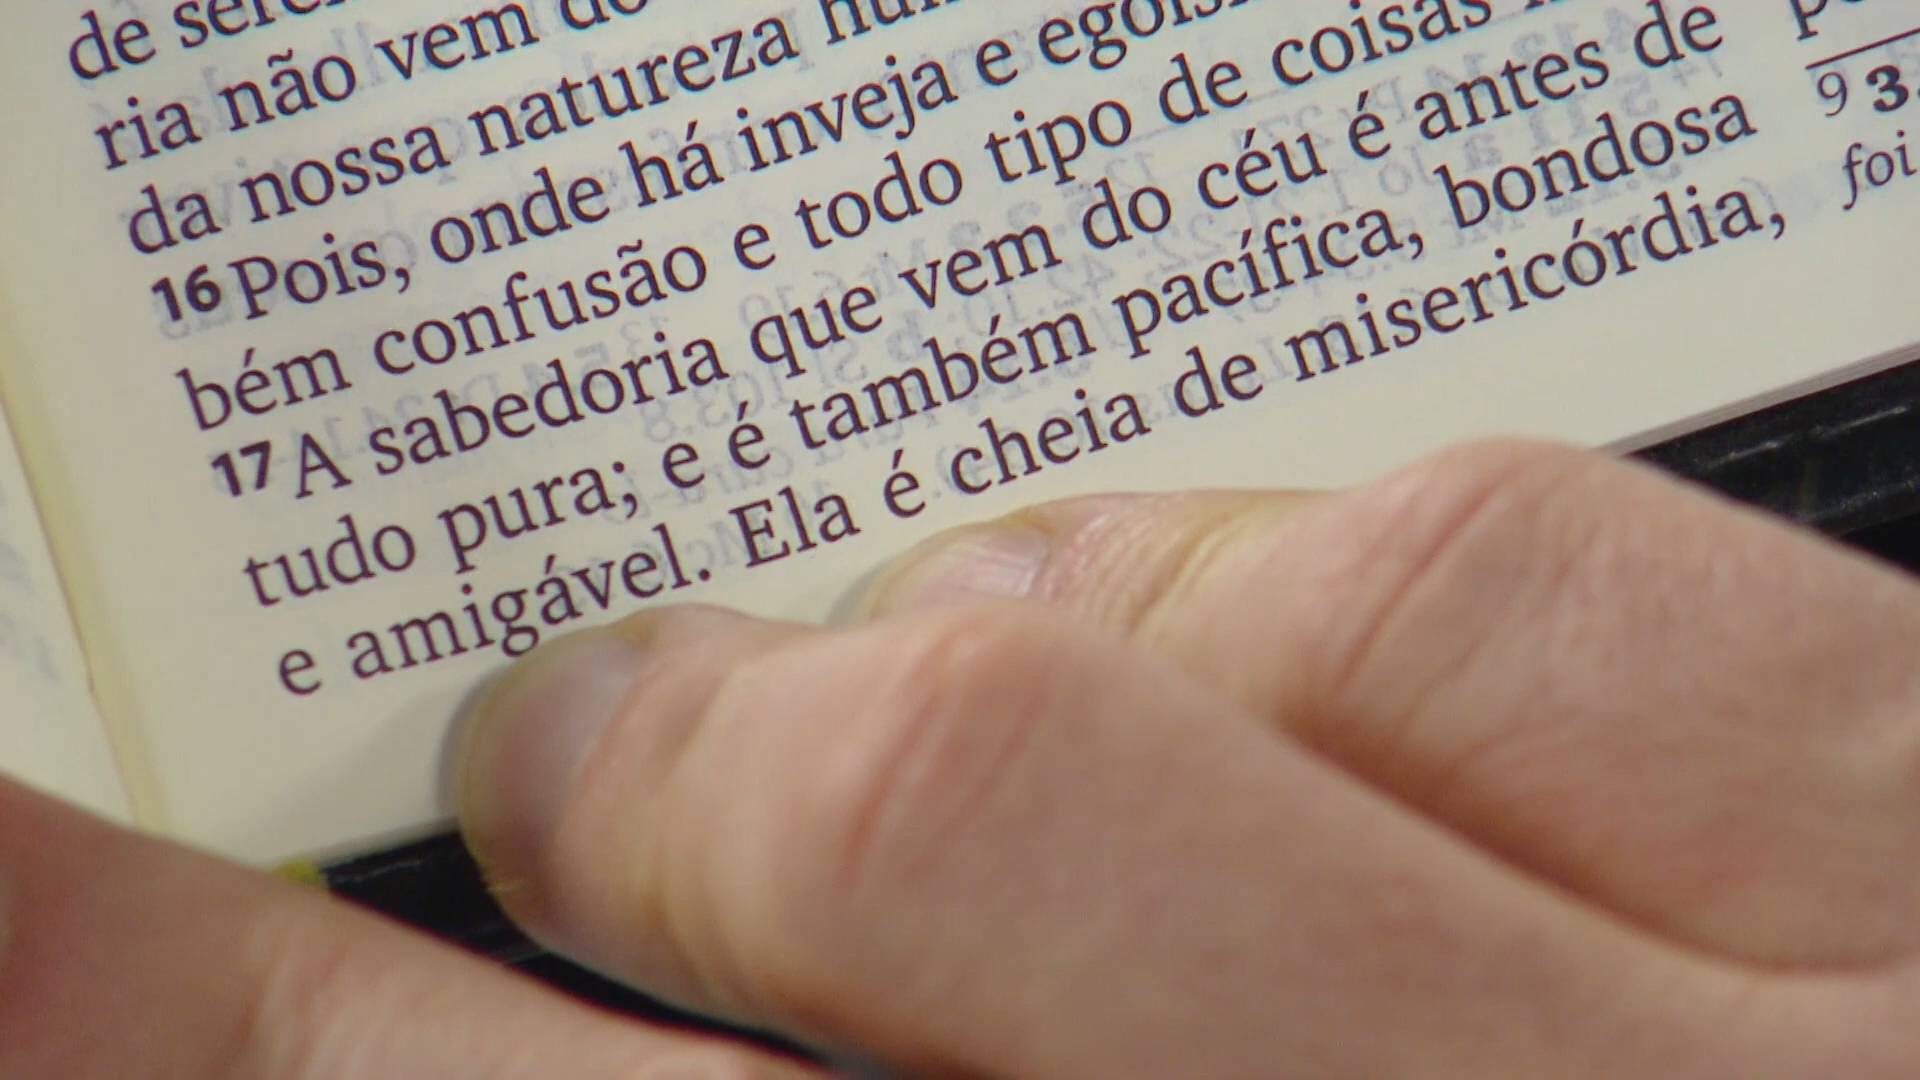 de
ria não vem
da nossa natureza
16 Pois, onde há inveja e
bém confusão e todo tipo de coisas
17 A sabedoria que vem do céu é antes de
tudo pura; e é também pacífica, bondosa
e amigável. Ela é cheia de misericórdia,
9 3.
foi